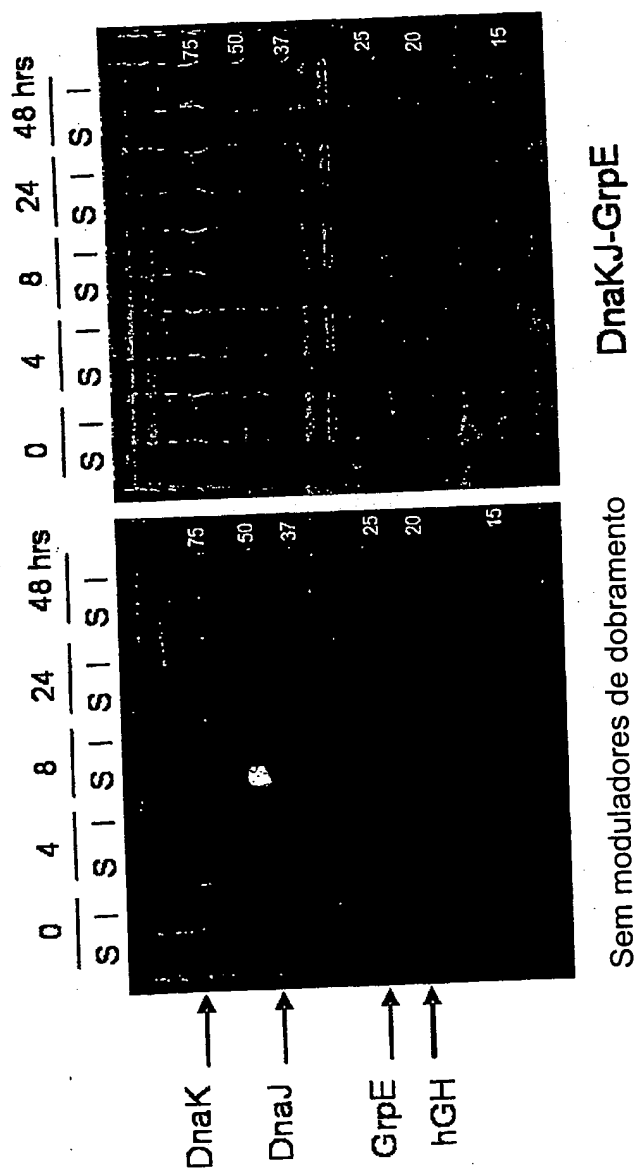 0 4 8 24 48 hrs
S I S I S I S I S I
0 4 8 24 48 hrs
S I S I S I S I S I
DnaK
DnaJ
GrpE
hGH
75
50
37
25
20
15
75
50
37
25
20
15
Sem moduladores de dobramento
DnaKJ-GrpE